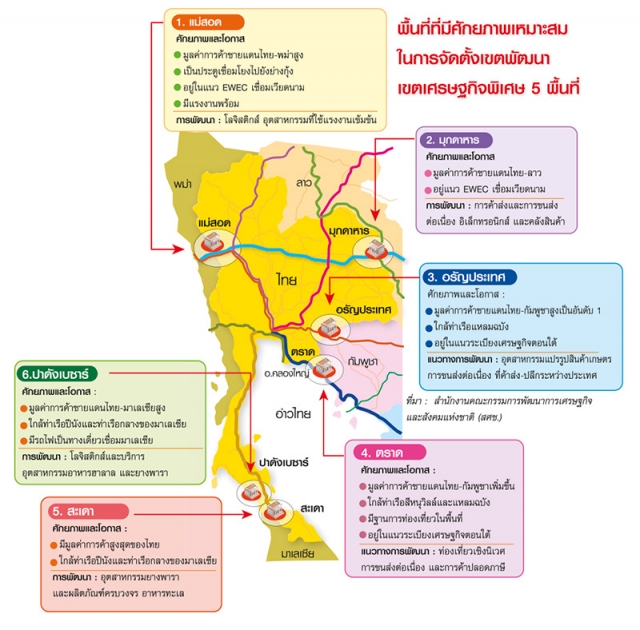 พื้นที่ที่มีศักยภาพเหมาะสม
ในการจัดตั้งเขตพัฒนา
เขตเศรษฐกิจพิเศษ 5 พื้นที่
1. แม่สอด
ศักยภาพและโอกาส
มูลค่าการค้าชายแดนไทย-พม่าสูง
เป็นประตูเชื่อมโยงไปยังย่างกุ้ง
อยู่ในแนว EWEC เชื่อมเวียดนาม
มีแรงงานพร้อม
การพัฒนา : โลจิสติกส์ อุตสาหกรรมที่ใช้แรงงานเข้มข้น
2. มุกดาหาร
ศักยภาพและโอกาส :
มูลค่าการค้าชายแดนไทย-ลาว
อยู่แนว EWEC เชื่อมเวียดนาม
การพัฒนา : การค้าส่งและการขนส่ง
ต่อเนื่อง อิเล็กทรอนิกส์ และคลังสินค้า
3. อรัญประเทศ
ศักยภาพและโอกาส :
มูลค่าการค้าชายแดนไทย-กัมพูชาสูงเป็นอันดับ 1
ใกล้ท่าเรือแหลมฉบัง
อยู่ในแนวระเบียงเศรษฐกิจตอนใต้
แนวทางการพัฒนา : อุตสาหกรรมแปรรูปสินค้าเกษตร
การขนส่งต่อเนื่อง ที่ค้าส่ง-ปลีกระหว่างประเทศ
ที่มา : สำนักงานคณะกรรมการพัฒนาการเศรษฐกิจ
และสังคมแห่งชาติ (สศช.)
4. ตราด
ศักยภาพและโอกาส :
มูลค่าการค้าชายแดนไทย-กัมพูชาเพิ่มขึ้น
ใกล้ท่าเรือสีหนุวิลล์และแหลมฉบัง
มีฐานการท่องเที่ยวในพื้นที่
อยู่ในแนวระเบียงเศรษฐกิจตอนใต้
แนวทางการพัฒนา : ท่องเที่ยวเชิงนิเวศ
การขนส่งต่อเนื่อง และการค้าปลอดภาษี
5. สะเดา
ศักยภาพและโอกาส :
มีมูลค่าการค้าสูงสุดของไทย
ใกล้ท่าเรือปีนังและท่าเรือกลางของมาเลเซีย
การพัฒนา : อุตสาหกรรมยางพารา
และผลิตภัณฑ์ครบวงจร อาหารทะเล
6.ปาดังเบซาร์
ศักยภาพและโอกาส :
มูลค่าการค้าชายแดนไทย-มาเลเซียสูง
ใกล้ท่าเรือปีนังและท่าเรือกลางของมาเลเซีย
มีรถไฟเป็นทางเดี่ยวเชื่อมมาเลเซีย
การพัฒนา : โลจิสติกส์และบริการ
อุตสาหกรรมอาหารฮาลาล และยางพารา
พม่า
ลาว
แม่สอด
มุกดาหาร
ไทย
อรัญประเทศ
ตราด
กัมพูชา
อ.คลองใหญ่
อ่าวไทย
ปาดังเบซาร์
สะเดา
มาเลเซีย